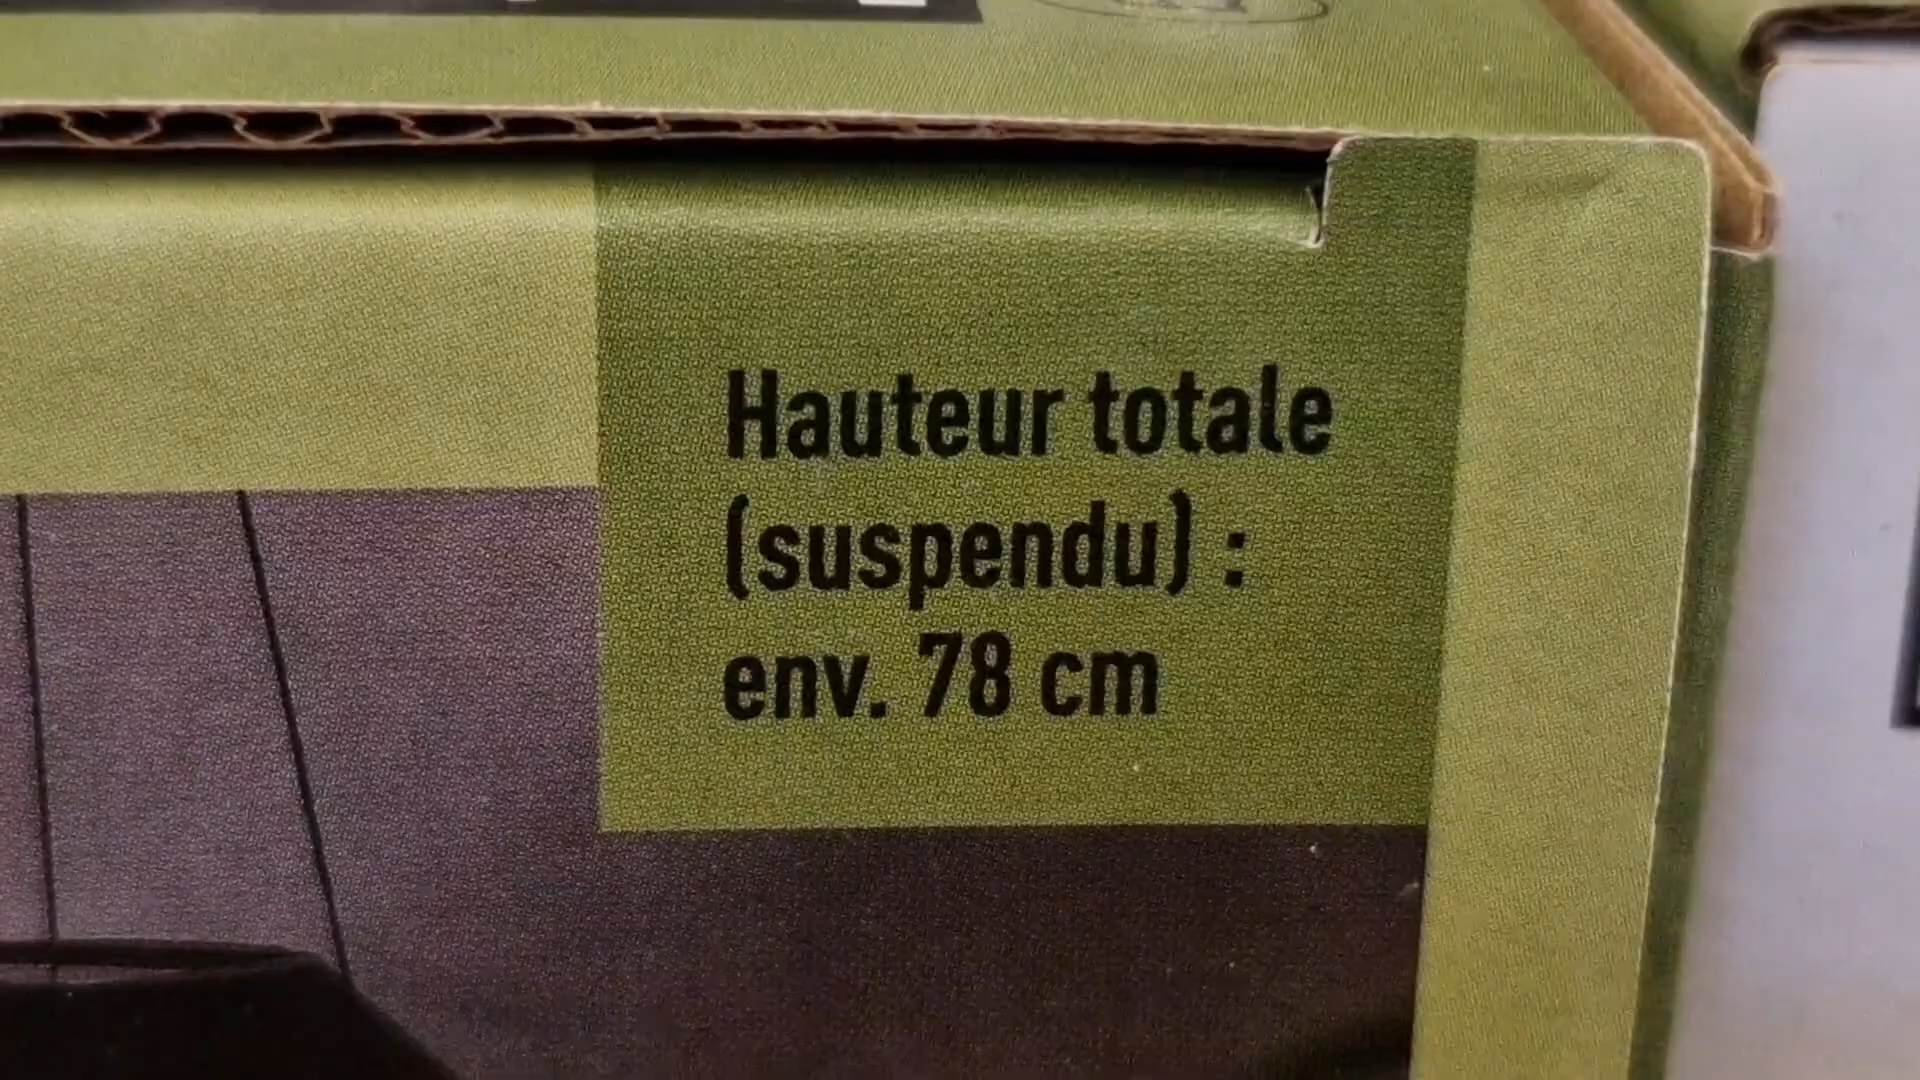 Hauteur totale
(suspendu) :
env. 78 cm